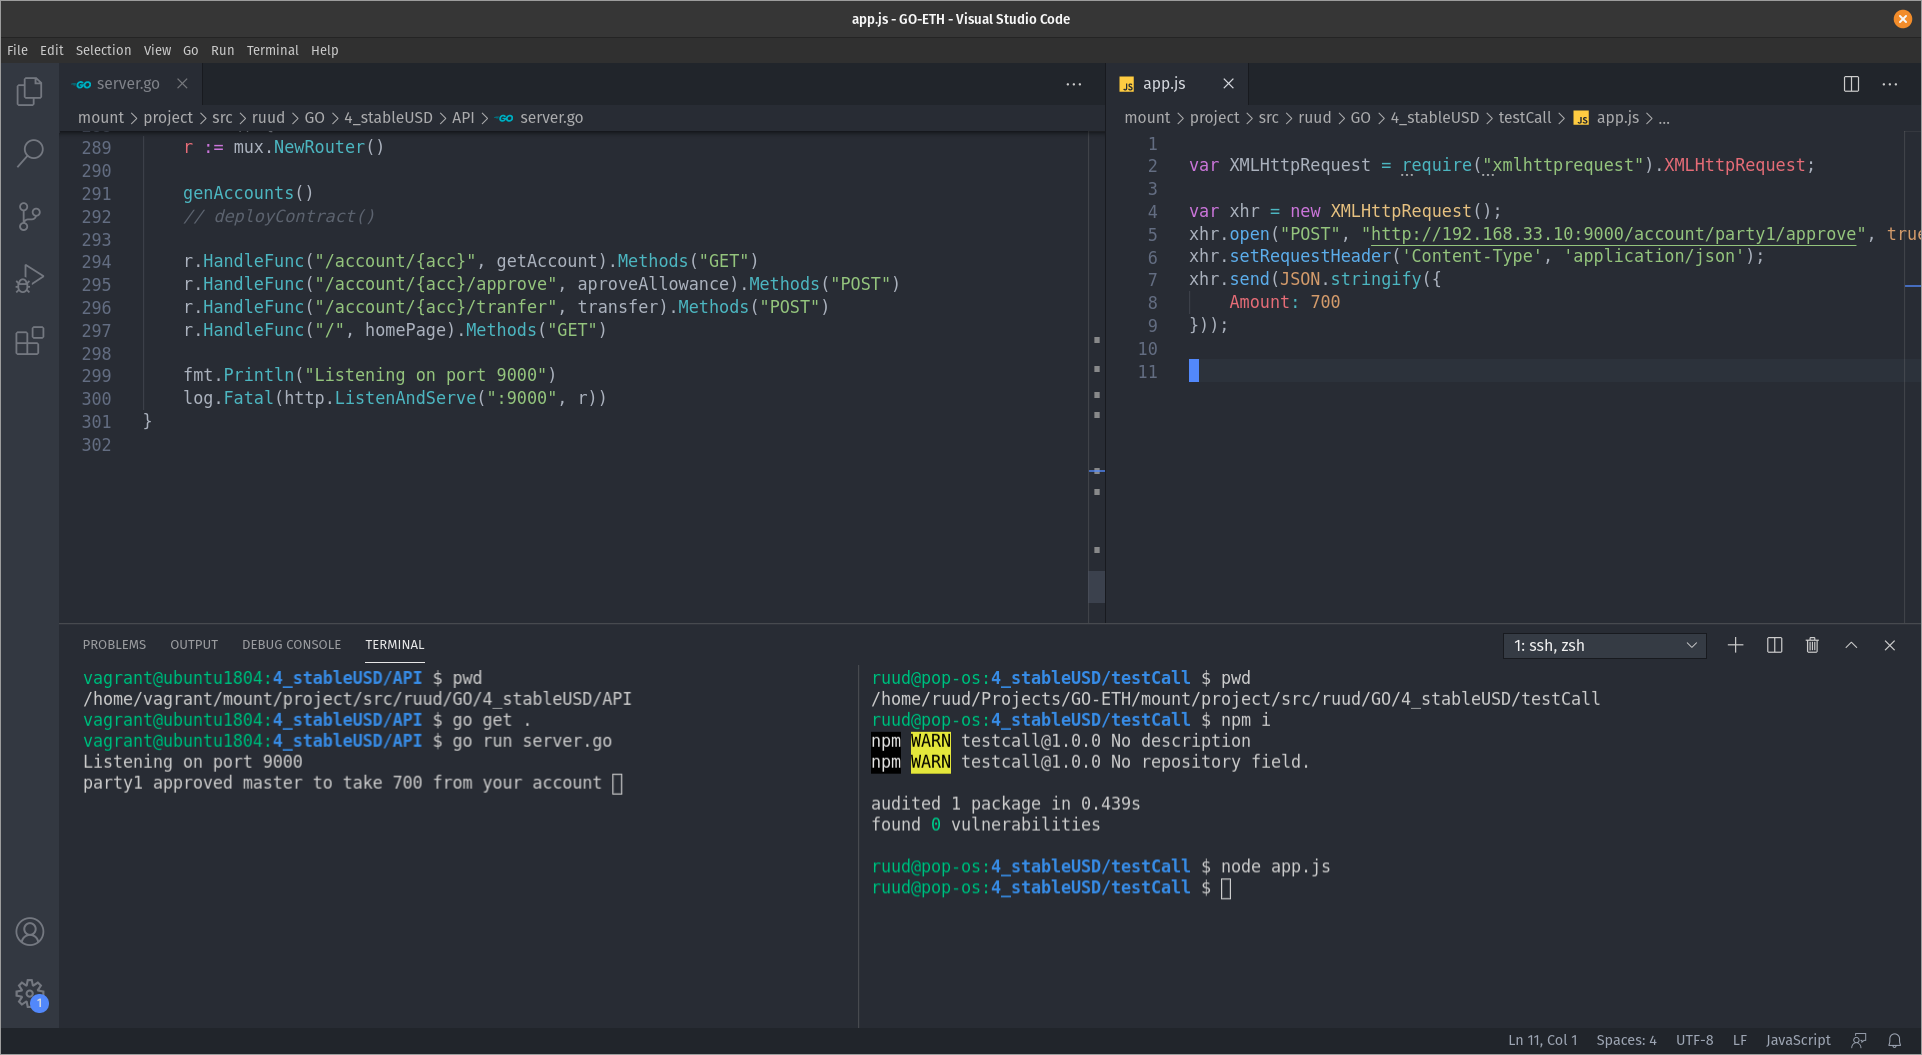 app.js - GO-ETH - Visual Studio Code
File Edit Selection View Go Run Terminal Help
GO server.go
mount > project > src > ruud > GO > 4_stableUSD > API > GO server.go
289 r := mux.NewRouter()
290
291 genAccounts()
292 // deployContract()
293
294 r.HandleFunc("/account/{acc}", getAccount).Methods("GET")
295 r.HandleFunc("/account/{acc}/approve", aproveAllowance).Methods("POST")
296 r.HandleFunc("/account/{acc}/tranfer", transfer).Methods("POST")
297 r.HandleFunc("/", homePage).Methods("GET")
298
299 fmt.Println("Listening on port 9000")
300 log.Fatal(http.ListenAndServe(":9000", r))
301 }
302
JS app.js
mount > project > src > ruud > GO > 4_stableUSD > testCall > JS app.js > ...
1
2 var XMLHttpRequest = require("xmlhttprequest").XMLHttpRequest;
3
4 var xhr = new XMLHttpRequest();
5 xhr.open("POST", "http://192.168.33.10:9000/account/party1/approve", true
6 xhr.setRequestHeader('Content-Type', 'application/json');
7 xhr.send(JSON.stringify({
8 Amount: 700
9 }));
10
11
PROBLEMS OUTPUT DEBUG CONSOLE TERMINAL
1: ssh, zsh
vagrant@ubuntu1804:4_stableUSD/API $ pwd
/home/vagrant/mount/project/src/ruud/GO/4_stableUSD/API
vagrant@ubuntu1804:4_stableUSD/API $ go get .
vagrant@ubuntu1804:4_stableUSD/API $ go run server.go
Listening on port 9000
party1 approved master to take 700 from your account
ruud@pop-os:4_stableUSD/testCall $ pwd
/home/ruud/Projects/GO-ETH/mount/project/src/ruud/GO/4_stableUSD/testCall
ruud@pop-os:4_stableUSD/testCall $ npm i
npm WARN testcall@1.0.0 No description
npm WARN testcall@1.0.0 No repository field.
audited 1 package in 0.439s
found 0 vulnerabilities
ruud@pop-os:4_stableUSD/testCall $ node app.js
ruud@pop-os:4_stableUSD/testCall $
1
Ln 11, Col 1 Spaces: 4 UTF-8 LF JavaScript